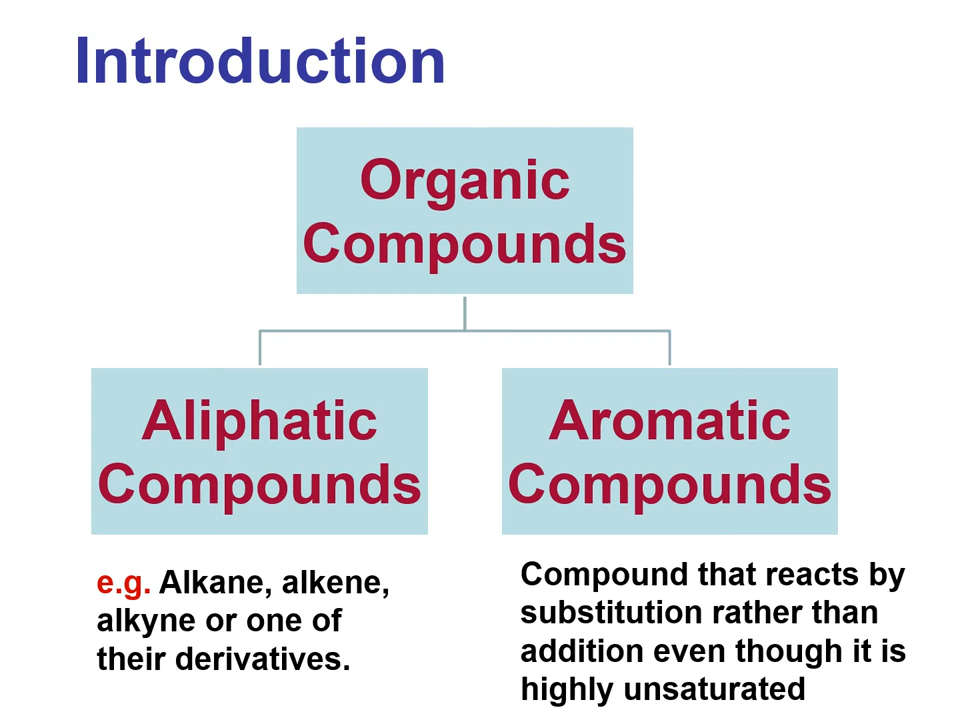 Introduction
Organic
Compounds
Aliphatic
Compounds
Aromatic
Compounds
e.g. Alkane, alkene,
alkyne or one of
their derivatives.
Compound that reacts by
substitution rather than
addition even though it is
highly unsaturated